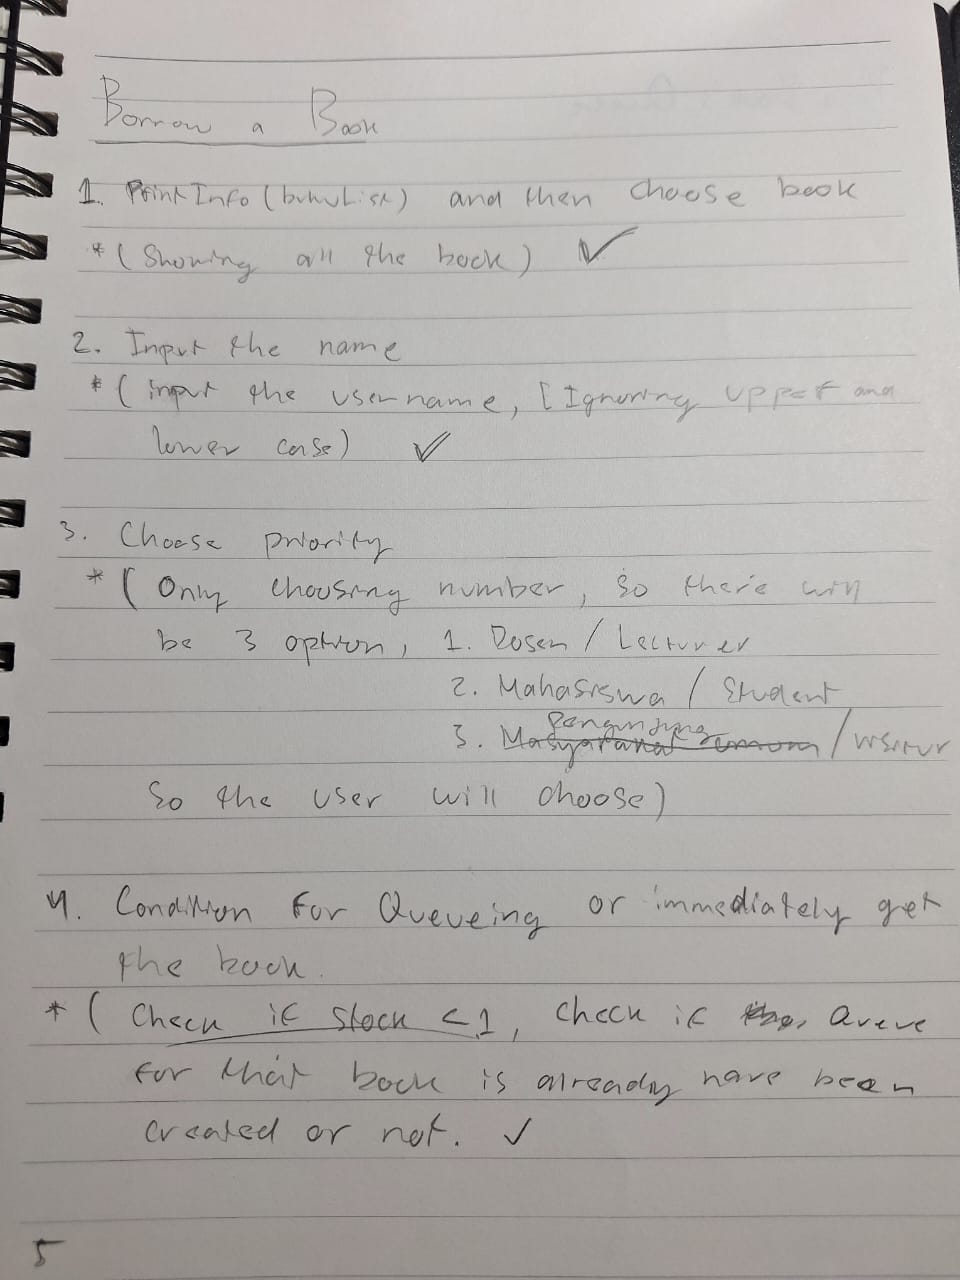 Borrow a Book
1. PrintInfo (bukuList) and then choose book
* (Showing all the book) ✓
2. Input the name
* (input the username, [Ignoring upper and
lower case) ✓
3. Choose priority
* ( Only choosing number, so there will
be 3 option, 1. Dosen / Lecturer
2. Mahasiswa / Student
Pengunjung
3. Masyarakat umum / visitur
So the user will choose)
4. Condition for Queueing or immediately get
the book.
* ( Check if stock < 1, check if Queue
for that book is already have been
created or not. ✓
5